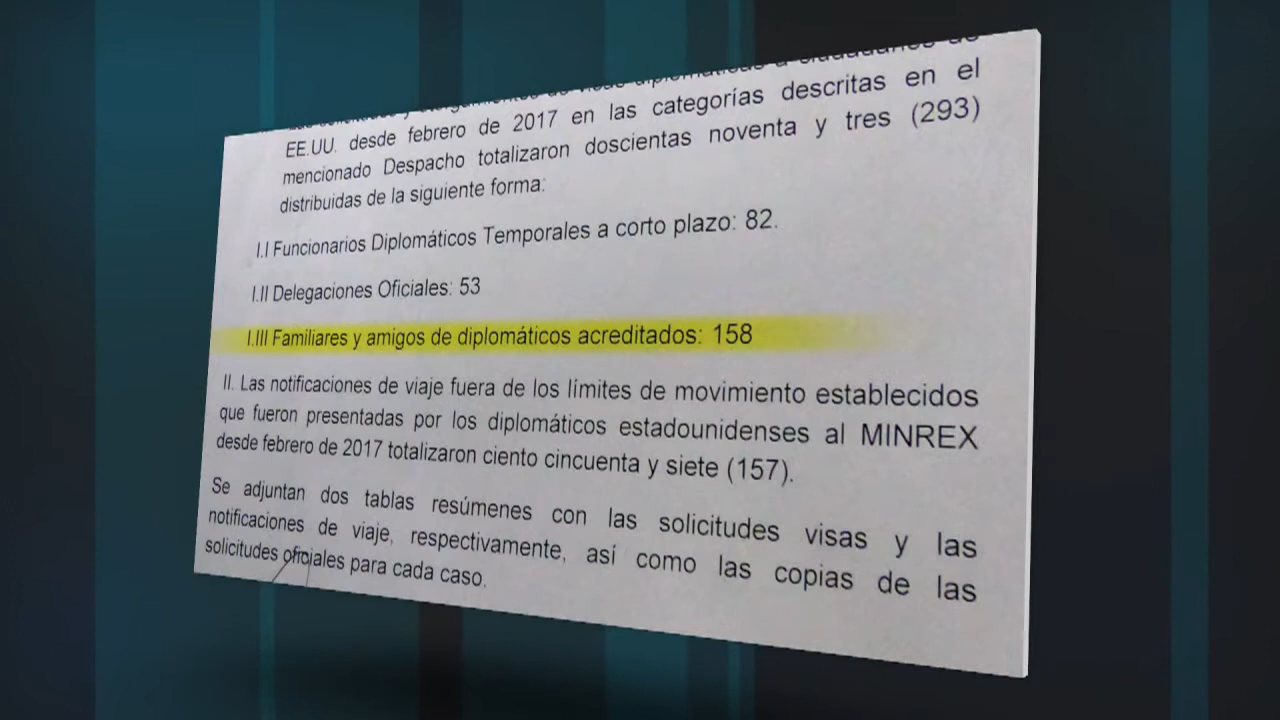 EE.UU. desde febrero de 2017 en las categorías descritas en el
mencionado Despacho totalizaron doscientas noventa y tres (293)
distribuidas de la siguiente forma:
I.I Funcionarios Diplomáticos Temporales a corto plazo: 82.
I.II Delegaciones Oficiales: 53
I.III Familiares y amigos de diplomáticos acreditados: 158
II. Las notificaciones de viaje fuera de los límites de movimiento establecidos
que fueron presentadas por los diplomáticos estadounidenses al MINREX
desde febrero de 2017 totalizaron ciento cincuenta y siete (157).
Se adjuntan dos tablas resúmenes con las solicitudes visas y las
notificaciones de viaje, respectivamente, así como las copias de las
solicitudes oficiales para cada caso.